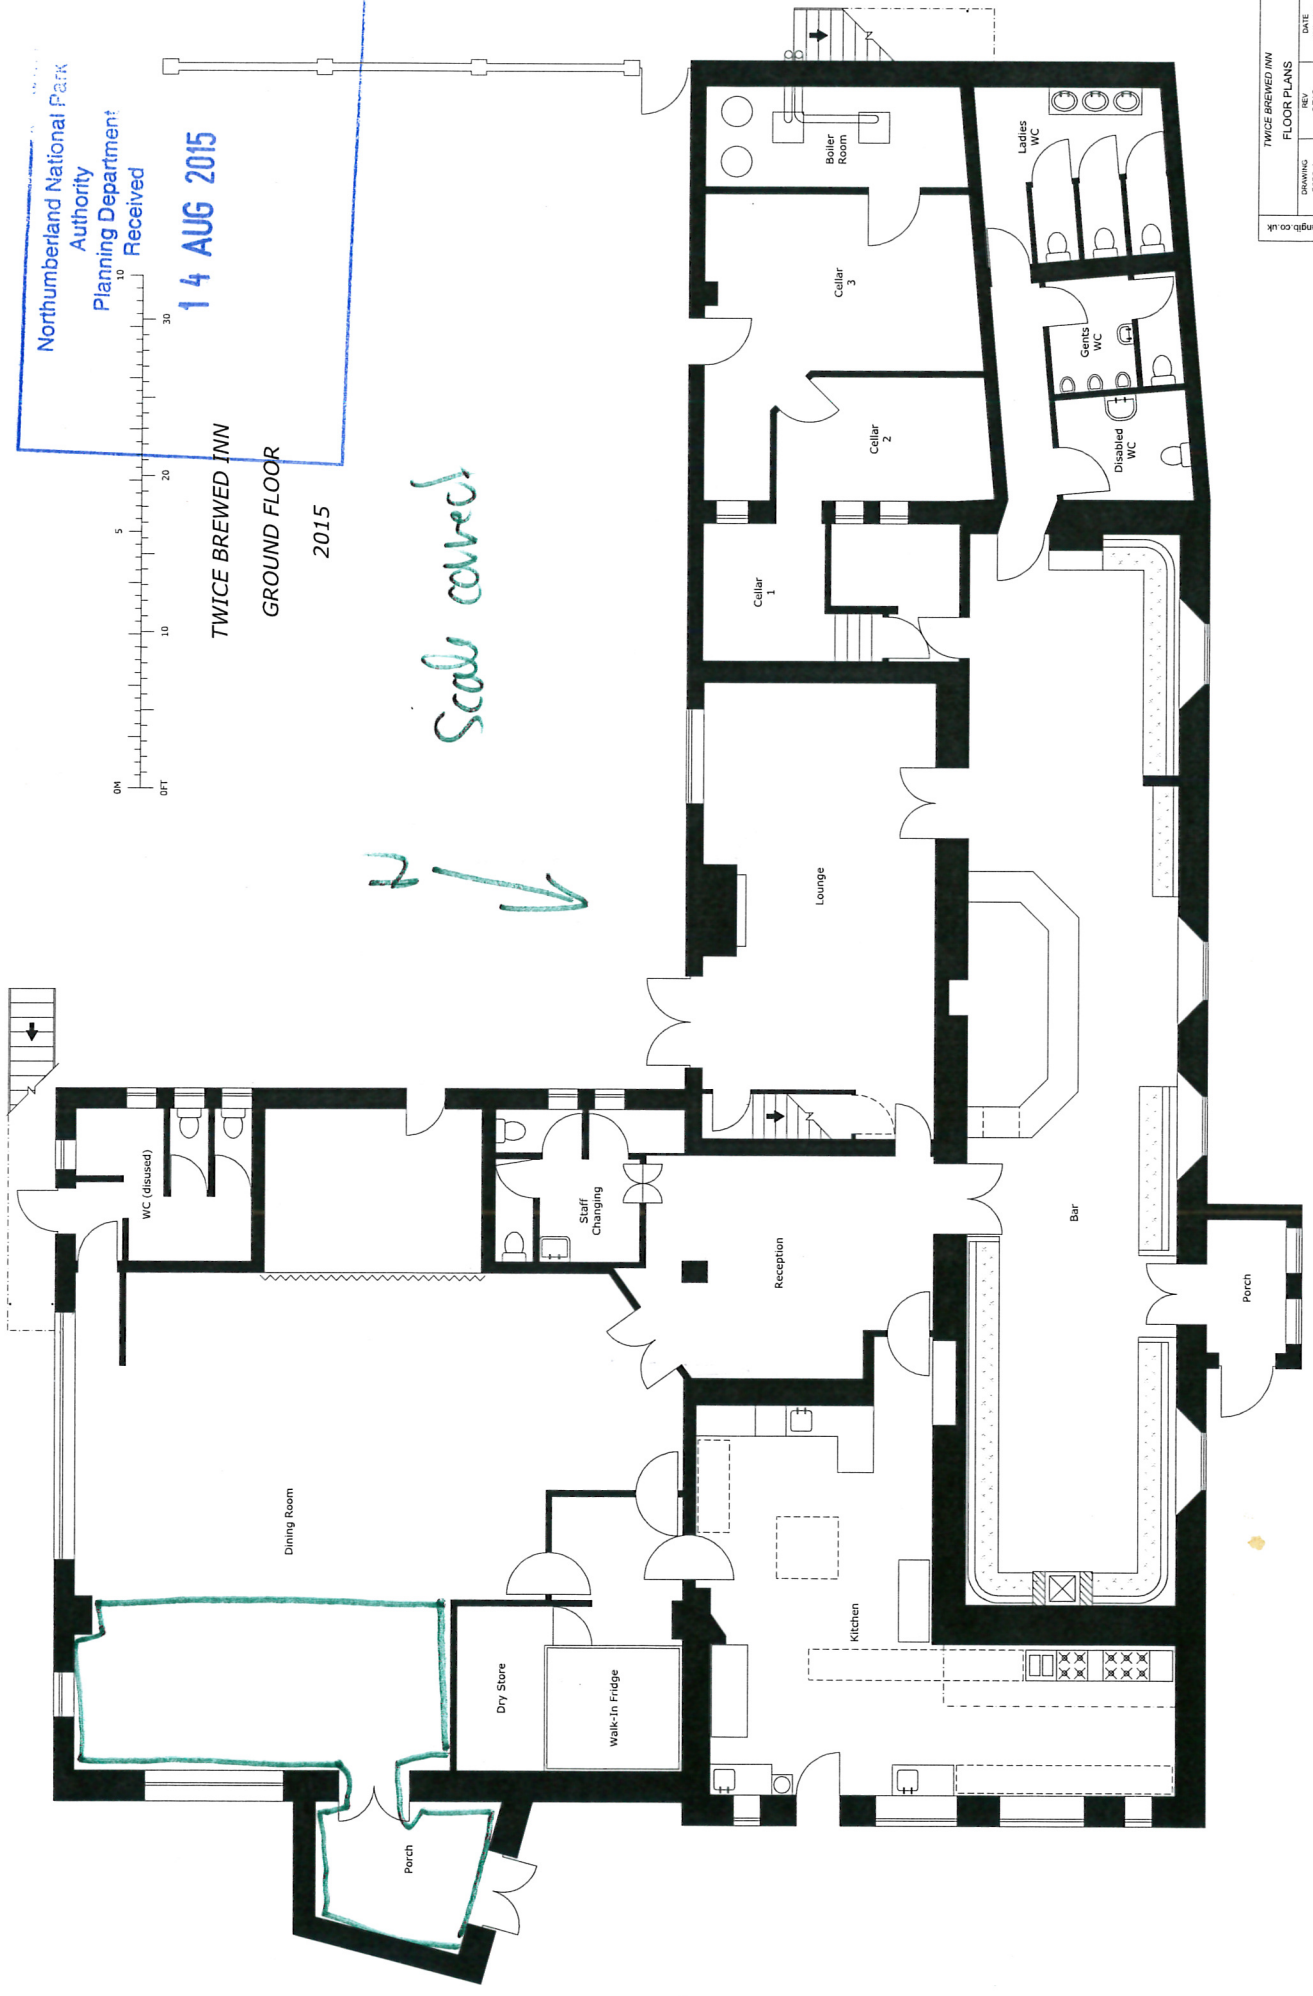 Northumberland National Park
Authority
Planning Department
Received
14 AUG 2015
0M
5
10
0FT
10
20
30
TWICE BREWED INN
GROUND FLOOR
2015
Scale correct
N
TWICE BREWED INN
FLOOR PLANS
DRAWING
REV
DATE
Boiler
Room
Ladies
WC
Cellar
3
Gents
WC
Cellar
2
Disabled
WC
Cellar
1
Lounge
WC (disused)
Staff
Changing
Reception
Bar
Porch
Dining Room
Kitchen
Dry Store
Walk-In Fridge
Porch